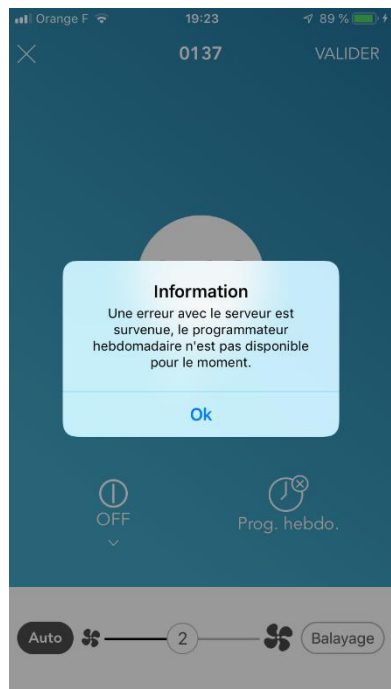 Orange F 19:23 89 %
0137 VALIDER
Information
Une erreur avec le serveur est
survenue, le programmateur
hebdomadaire n'est pas disponible
pour le moment.
Ok
OFF Prog. hebdo.
Auto 2 Balayage